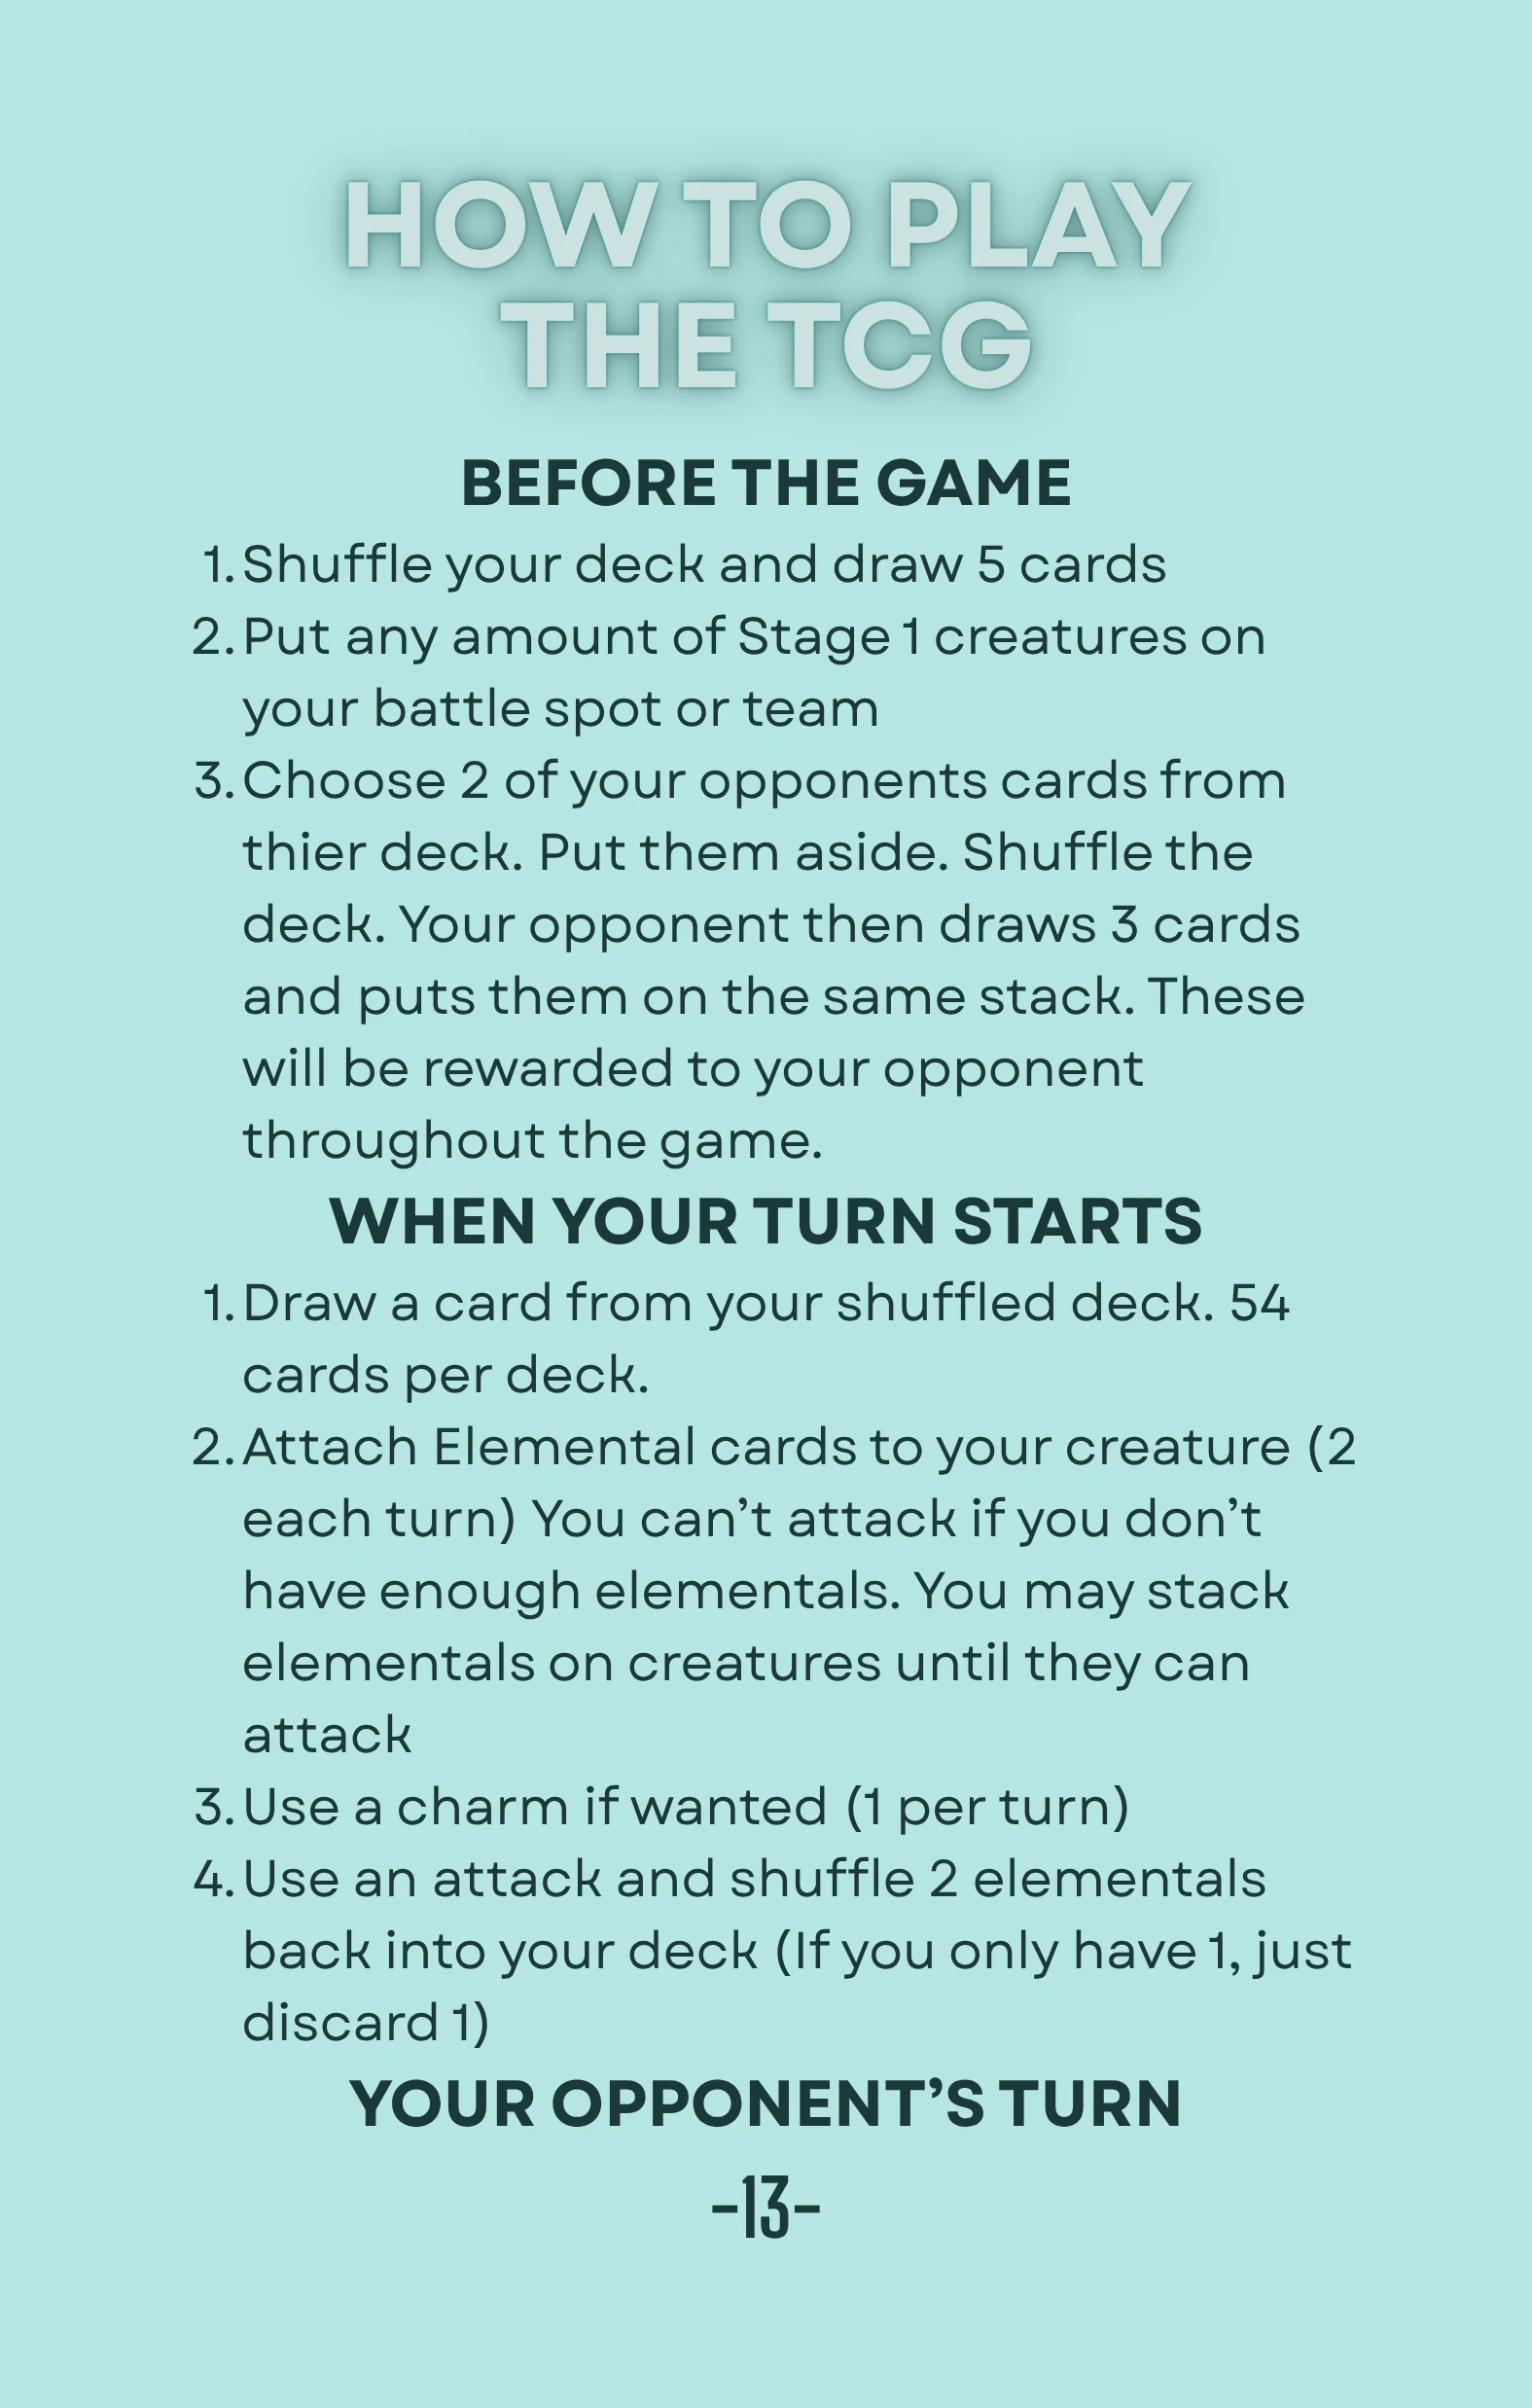 HOW TO PLAY
THE TCG
BEFORE THE GAME
1. Shuffle your deck and draw 5 cards
2. Put any amount of Stage 1 creatures on
your battle spot or team
3. Choose 2 of your opponents cards from
thier deck. Put them aside. Shuffle the
deck. Your opponent then draws 3 cards
and puts them on the same stack. These
will be rewarded to your opponent
throughout the game.
WHEN YOUR TURN STARTS
1. Draw a card from your shuffled deck. 54
cards per deck.
2. Attach Elemental cards to your creature (2
each turn) You can’t attack if you don’t
have enough elementals. You may stack
elementals on creatures until they can
attack
3. Use a charm if wanted (1 per turn)
4. Use an attack and shuffle 2 elementals
back into your deck (If you only have 1, just
discard 1)
YOUR OPPONENT’S TURN
-13-